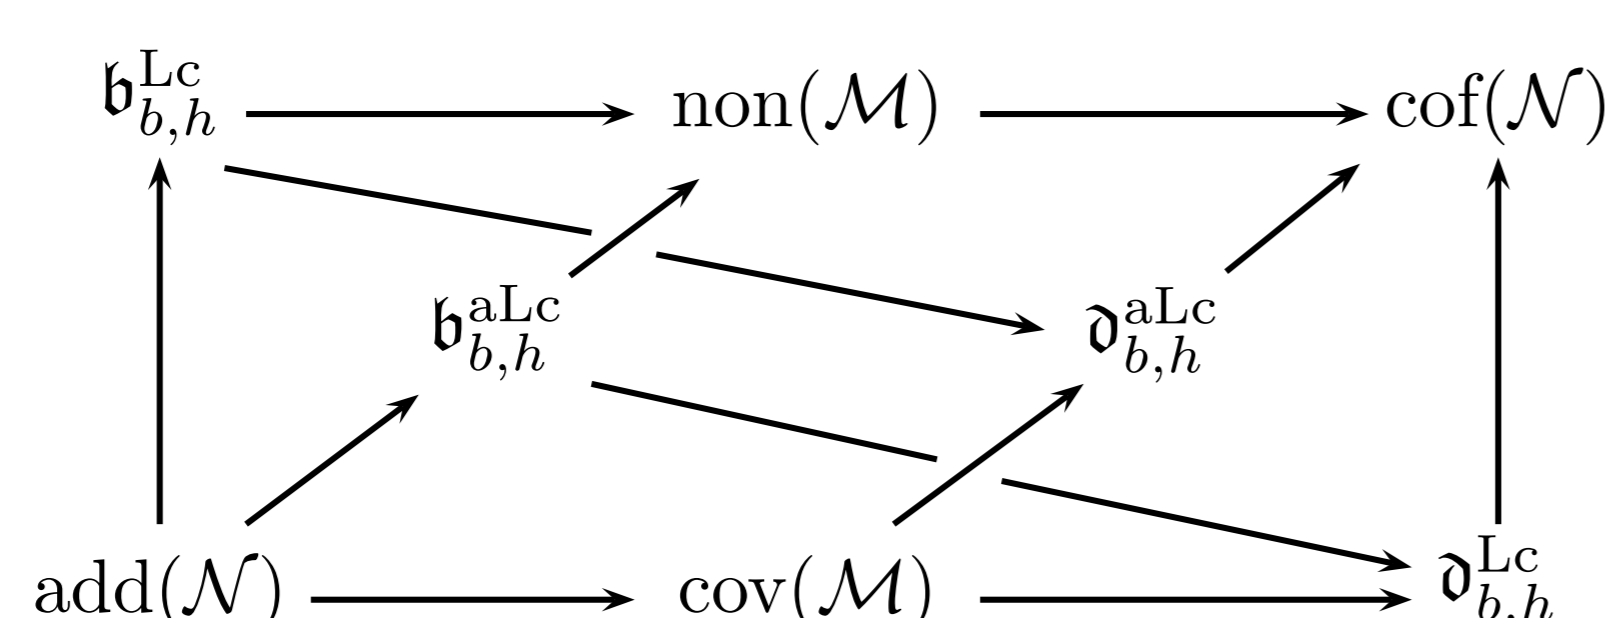 𝔟^{Lc}_{b,h} non(ℳ) cof(𝒩)
𝔟^{aLc}_{b,h} 𝔡^{aLc}_{b,h}
add(𝒩) cov(ℳ) 𝔡^{Lc}_{b,h}